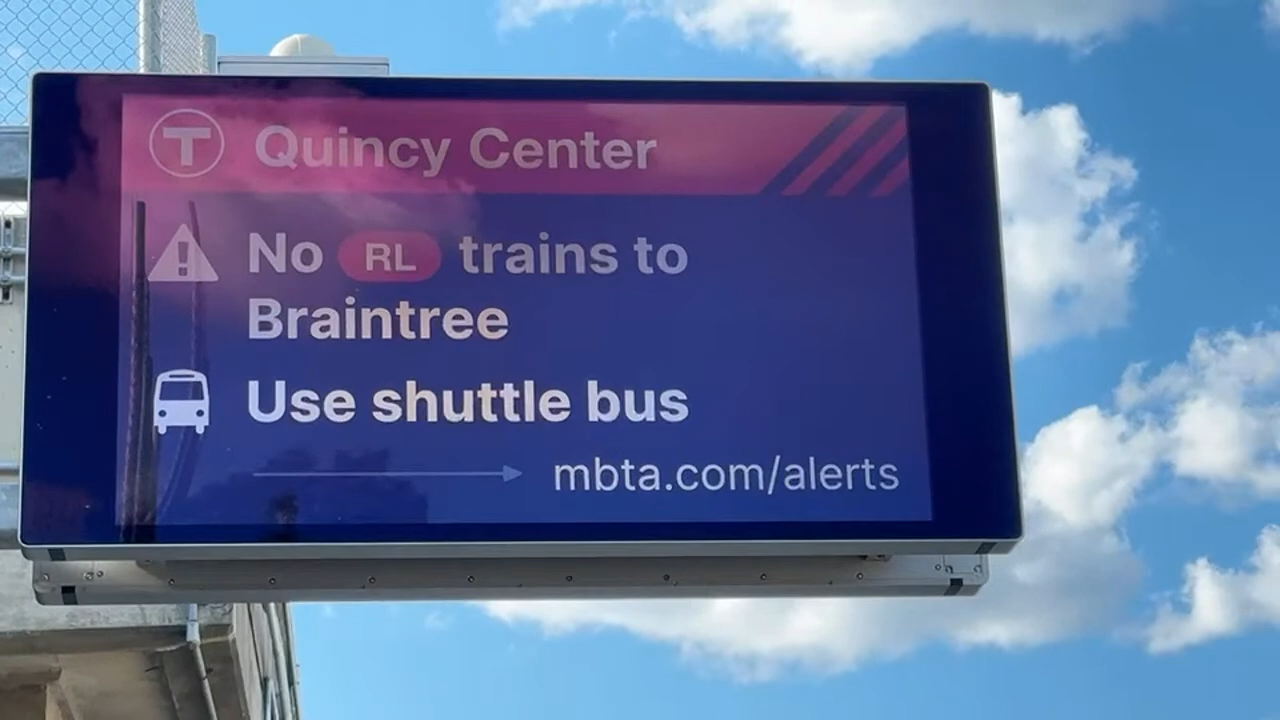 T Quincy Center
No RL trains to
Braintree
Use shuttle bus
mbta.com/alerts